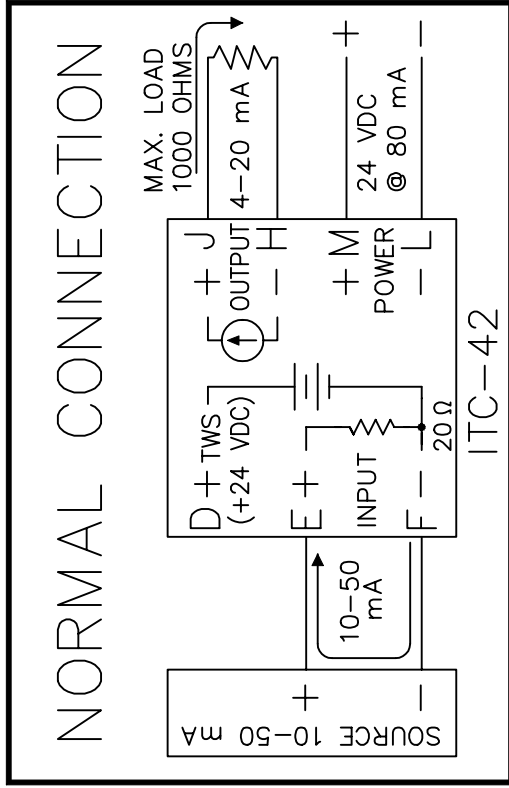 NORMAL CONNECTION
SOURCE 10-50 mA
+
-
10-50
mA
D + TWS
(+24 VDC)
E +
INPUT
F -
20Ω
+ J
OUTPUT
- H
+ M
POWER
- L
MAX. LOAD
1000 OHMS
4-20 mA
+
24 VDC
@ 80 mA
-
ITC-42